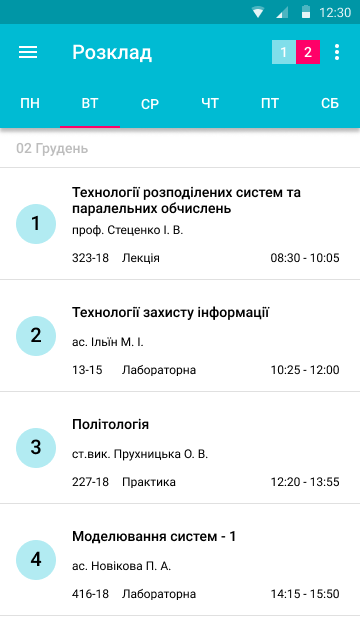 12:30
Розклад
1 2
ПН ВТ СР ЧТ ПТ СБ
02 Грудень
1
Технології розподілених систем та
паралельних обчислень
проф. Стеценко І. В.
323-18 Лекція 08:30 - 10:05
2
Технології захисту інформації
ас. Ільїн М. І.
13-15 Лабораторна 10:25 - 12:00
3
Політологія
ст.вик. Прухницька О. В.
227-18 Практика 12:20 - 13:55
4
Моделювання систем - 1
ас. Новікова П. А.
416-18 Лабораторна 14:15 - 15:50